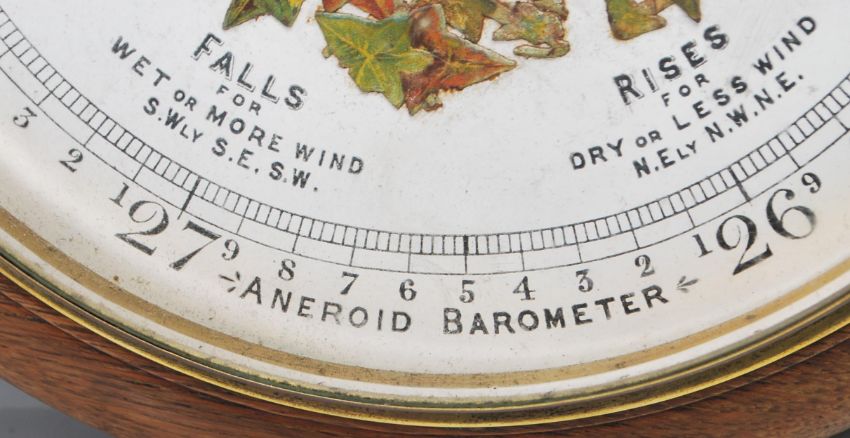 FALLS
FOR
WET OR MORE WIND
S.WLY S.E. S.W.
RISES
FOR
DRY OR LESS WIND
N.ELY N.W.N.E.
3 2 1 27 9 8 7 6 5 4 3 2 1 26 9
ANEROID BAROMETER